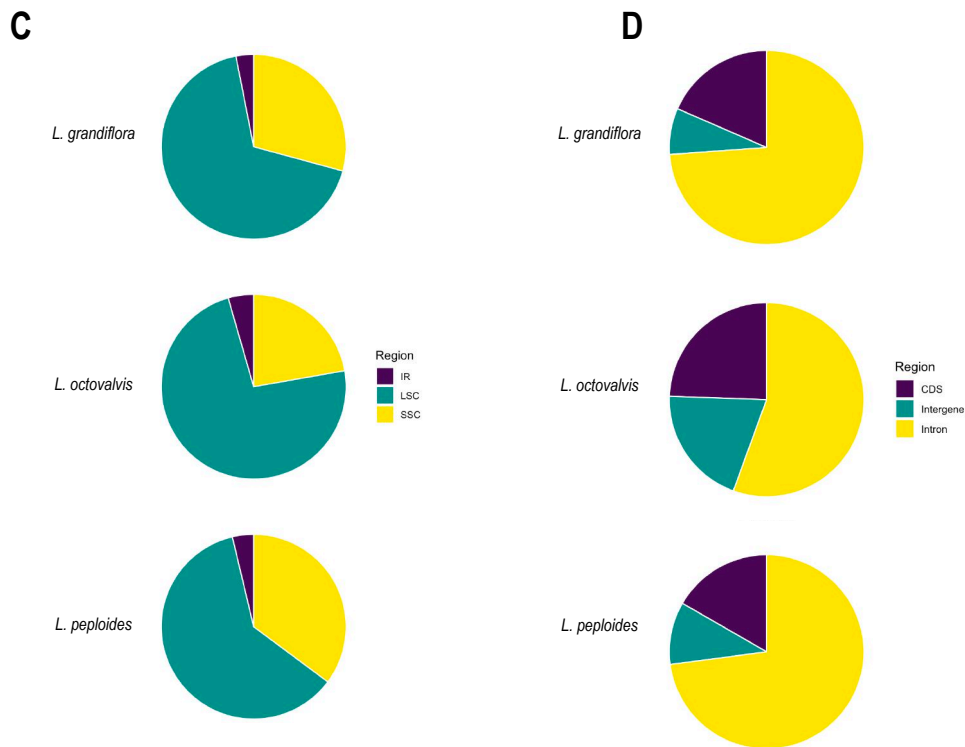 C
L. grandiflora
L. octovalvis
L. peploides
Region
IR
LSC
SSC
D
L. grandiflora
L. octovalvis
L. peploides
Region
CDS
Intergene
Intron